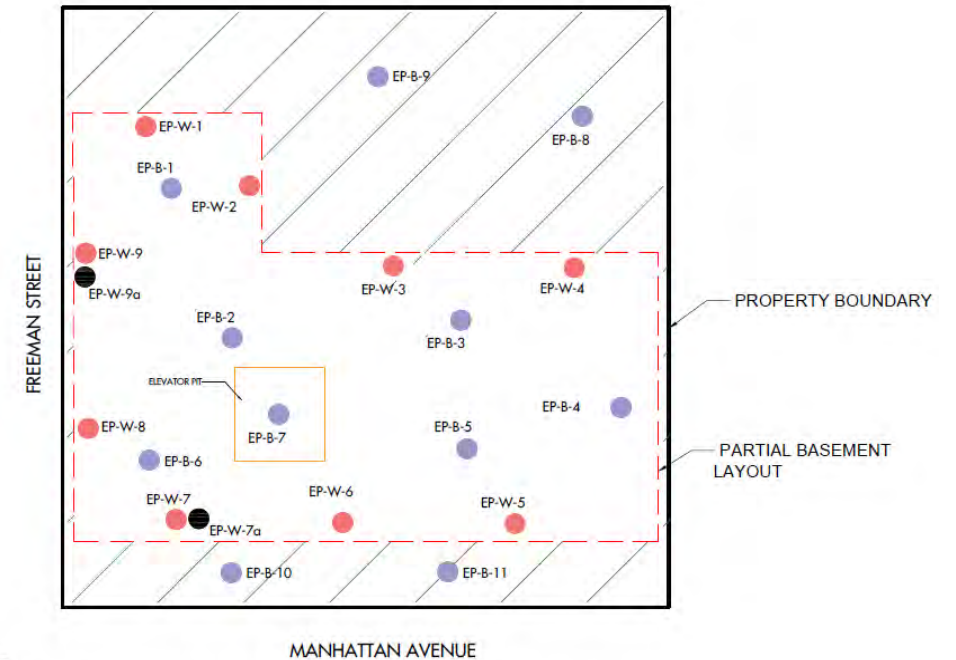 EP-B-9
EP-W-1
EP-B-8
EP-B-1
EP-W-2
EP-W-9
EP-W-9a
EP-W-3
EP-W-4
FREEMAN STREET
PROPERTY BOUNDARY
EP-B-2
EP-B-3
ELEVATOR PIT
EP-B-4
EP-W-8
EP-B-7
EP-B-5
PARTIAL BASEMENT
LAYOUT
EP-B-6
EP-W-7
EP-W-6
EP-W-5
EP-W-7a
EP-B-10
EP-B-11
MANHATTAN AVENUE